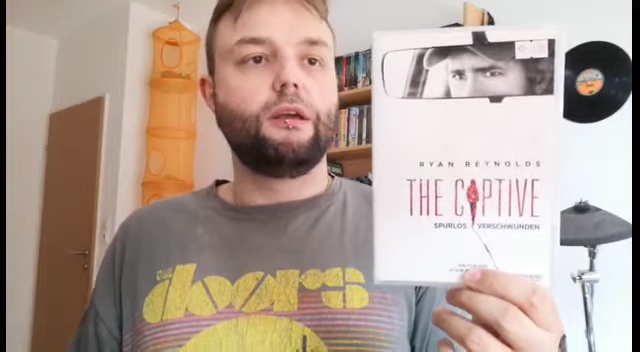 RYAN REYNOLDS
THE CAPTIVE
SPURLOS VERSCHWUNDEN
THE
doors